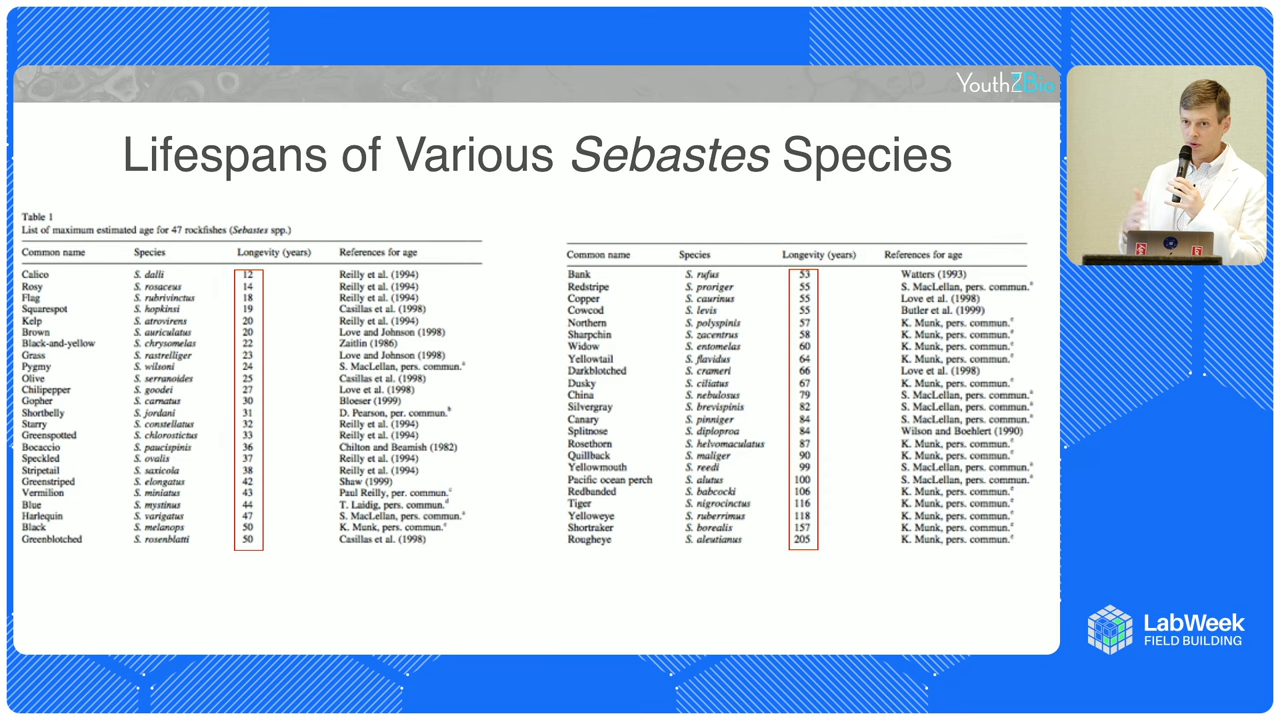 YouthZBio
Lifespans of Various Sebastes Species
Table 1
List of maximum estimated age for 47 rockfishes (Sebastes spp.)
Common name Species Longevity (years) References for age
Calico S. dalli 12 Reilly et al. (1994)
Rosy S. rosaceus 14 Reilly et al. (1994)
Flag S. rubrivinctus 18 Reilly et al. (1994)
Squarespot S. hopkinsi 19 Casillas et al. (1998)
Kelp S. atrovirens 20 Reilly et al. (1994)
Brown S. auriculatus 20 Love and Johnson (1998)
Black-and-yellow S. chrysomelas 22 Zaitlin (1986)
Grass S. rastrelliger 23 Love and Johnson (1998)
Pygmy S. wilsoni 24 S. MacLellan, pers. commun.a
Olive S. serranoides 25 Casillas et al. (1998)
Chilipepper S. goodei 27 Love et al. (1998)
Gopher S. carnatus 30 Bloeser (1999)
Shortbelly S. jordani 31 D. Pearson, per. commun.b
Starry S. constellatus 32 Reilly et al. (1994)
Greenspotted S. chlorostictus 33 Reilly et al. (1994)
Bocaccio S. paucispinis 36 Chilton and Beamish (1982)
Speckled S. ovalis 37 Reilly et al. (1994)
Stripetail S. saxicola 38 Reilly et al. (1994)
Greenstriped S. elongatus 42 Shaw (1999)
Vermilion S. miniatus 43 Paul Reilly, per. commun.c
Blue S. mystinus 44 T. Laidig, pers. commun.d
Harlequin S. varigatus 47 S. MacLellan, pers. commun.a
Black S. melanops 50 K. Munk, pers. commun.e
Greenblotched S. rosenblatti 50 Casillas et al. (1998)
Common name Species Longevity (years) References for age
Bank S. rufus 53 Watters (1993)
Redstripe S. proriger 55 S. MacLellan, pers. commun.a
Copper S. caurinus 55 Love et al. (1998)
Cowcod S. levis 55 Butler et al. (1999)
Northern S. polyspinis 57 K. Munk, pers. commun.e
Sharpchin S. zacentrus 58 K. Munk, pers. commun.e
Widow S. entomelas 60 K. Munk, pers. commun.e
Yellowtail S. flavidus 64 K. Munk, pers. commun.e
Darkblotched S. crameri 66 Love et al. (1998)
Dusky S. ciliatus 67 K. Munk, pers. commun.e
China S. nebulosus 79 S. MacLellan, pers. commun.a
Silvergray S. brevispinis 82 S. MacLellan, pers. commun.a
Canary S. pinniger 84 S. MacLellan, pers. commun.a
Splitnose S. diploproa 84 Wilson and Boehlert (1990)
Rosethorn S. helvomaculatus 87 K. Munk, pers. commun.e
Quillback S. maliger 90 K. Munk, pers. commun.e
Yellowmouth S. reedi 99 S. MacLellan, pers. commun.a
Pacific ocean perch S. alutus 100 S. MacLellan, pers. commun.a
Redbanded S. babcocki 106 K. Munk, pers. commun.e
Tiger S. nigrocinctus 116 K. Munk, pers. commun.e
Yelloweye S. ruberrimus 118 K. Munk, pers. commun.e
Shortraker S. borealis 157 K. Munk, pers. commun.e
Rougheye S. aleutianus 205 K. Munk, pers. commun.e
LabWeek
FIELD BUILDING